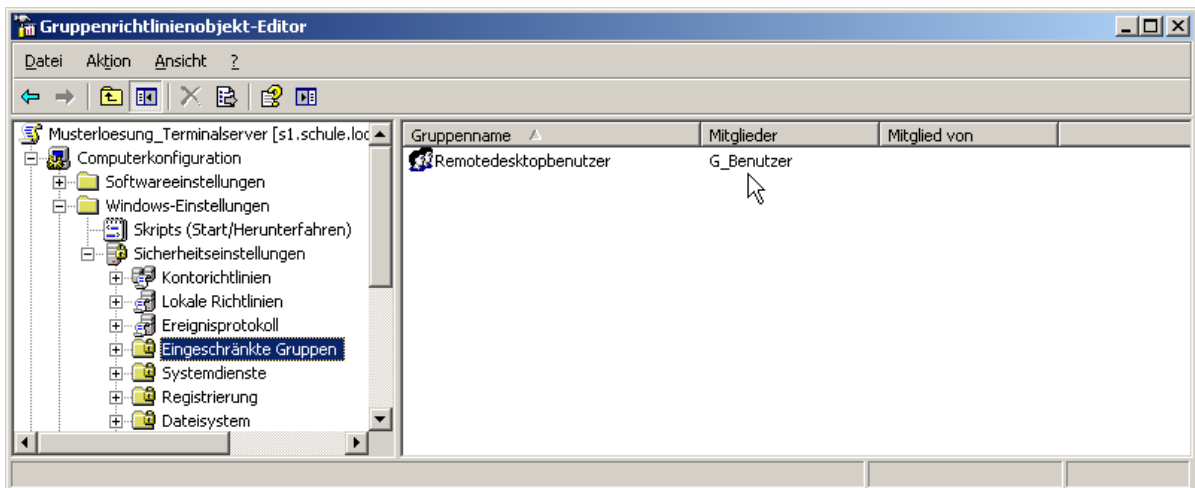 Gruppenrichtlinienobjekt-Editor
Datei Aktion Ansicht ?
Musterloesung_Terminalserver [s1.schule.loc
Computerkonfiguration
Softwareeinstellungen
Windows-Einstellungen
Skripts (Start/Herunterfahren)
Sicherheitseinstellungen
Kontorichtlinien
Lokale Richtlinien
Ereignisprotokoll
Eingeschränkte Gruppen
Systemdienste
Registrierung
Dateisystem
Gruppenname Mitglieder Mitglied von
Remotedesktopbenutzer G_Benutzer